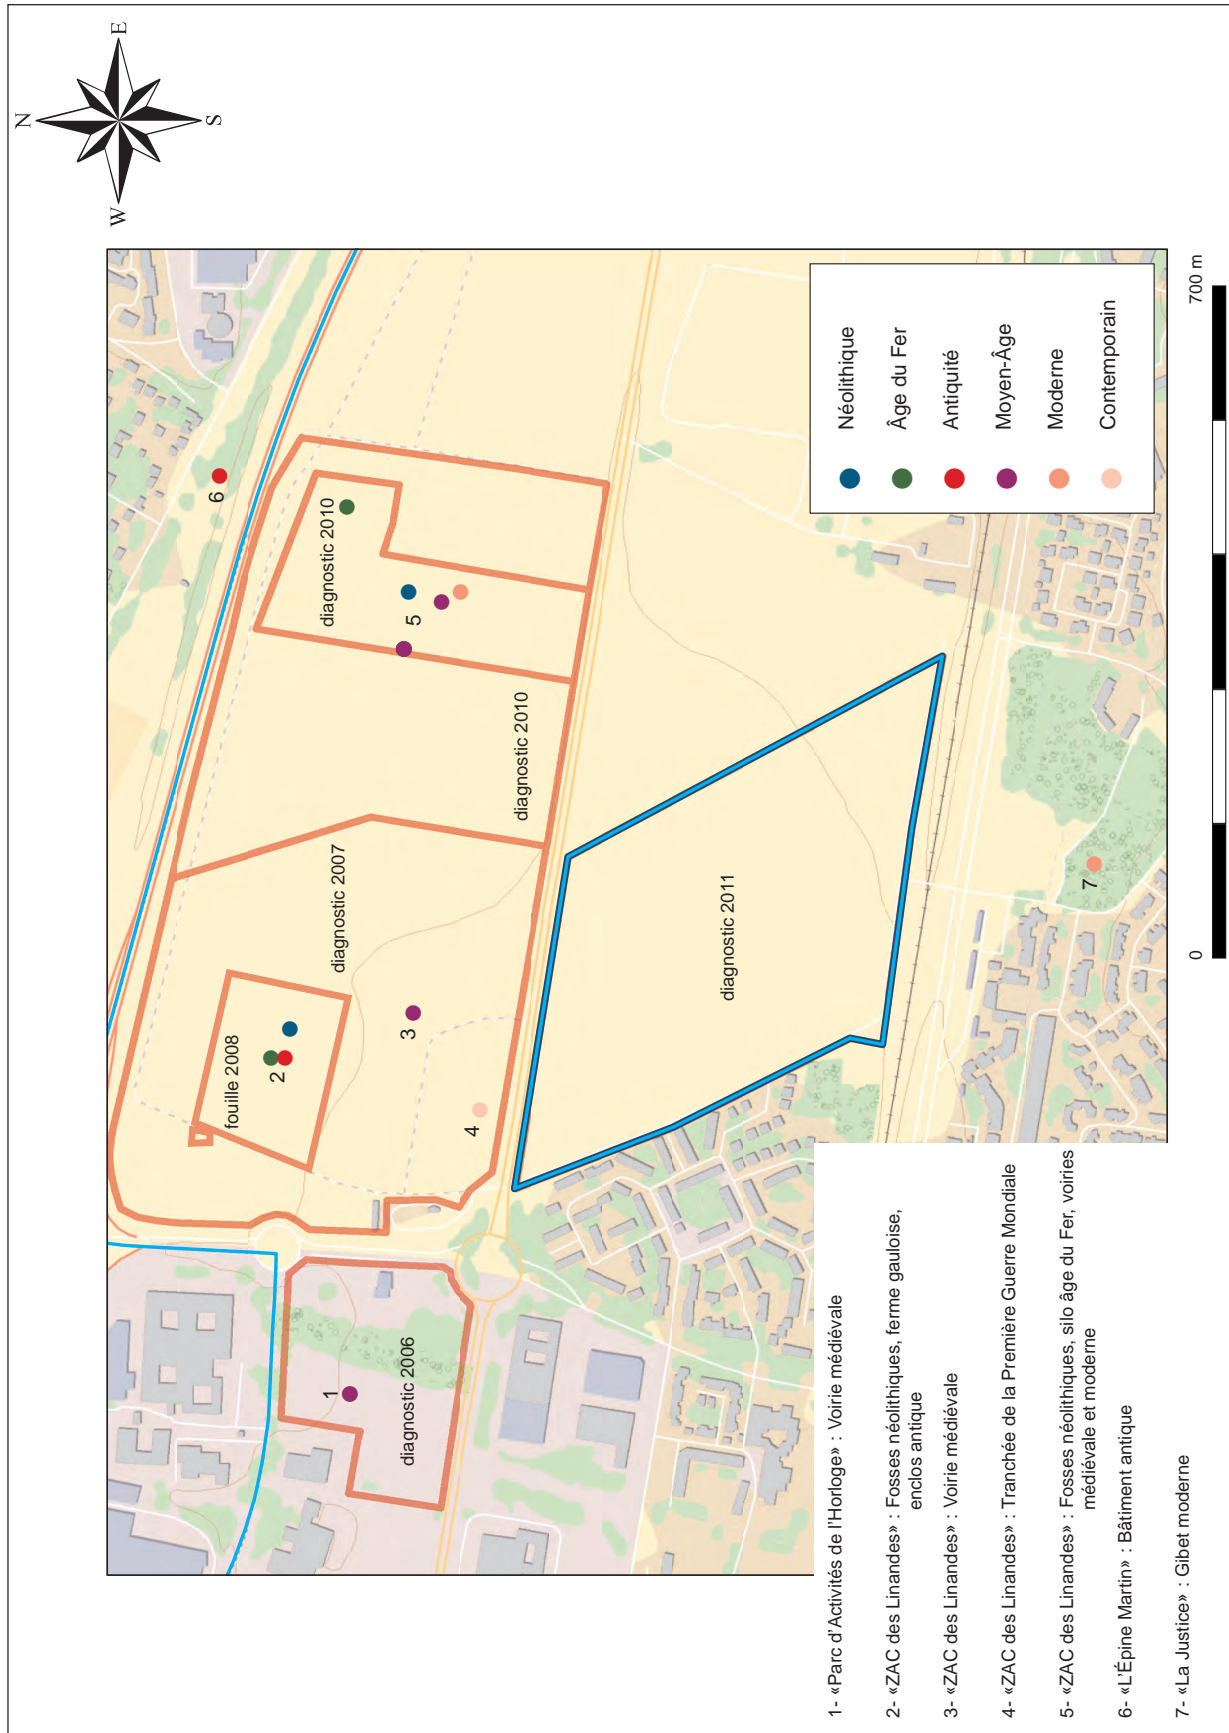 N
E
S
W
6
diagnostic 2010
5
diagnostic 2010
diagnostic 2007
fouille 2008
2
3
4
diagnostic 2011
7
1
diagnostic 2006
Néolithique
Âge du Fer
Antiquité
Moyen-Âge
Moderne
Contemporain
0
700 m
1- «Parc d'Activités de l'Horloge» : Voirie médiévale
2- «ZAC des Linandes» : Fosses néolithiques, ferme gauloise,
enclos antique
3- «ZAC des Linandes» : Voirie médiévale
4- «ZAC des Linandes» : Tranchée de la Première Guerre Mondiale
5- «ZAC des Linandes» : Fosses néolithiques, silo âge du Fer, voiries
médiévale et moderne
6- «L'Épine Martin» : Bâtiment antique
7- «La Justice» : Gibet moderne